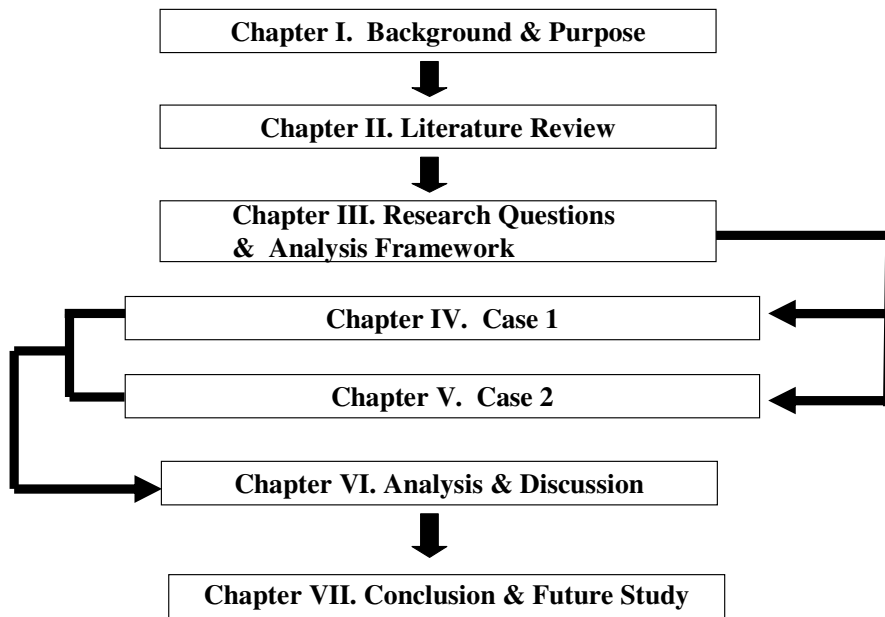 Chapter I. Background & Purpose
Chapter II. Literature Review
Chapter III. Research Questions
& Analysis Framework
Chapter IV. Case 1
Chapter V. Case 2
Chapter VI. Analysis & Discussion
Chapter VII. Conclusion & Future Study